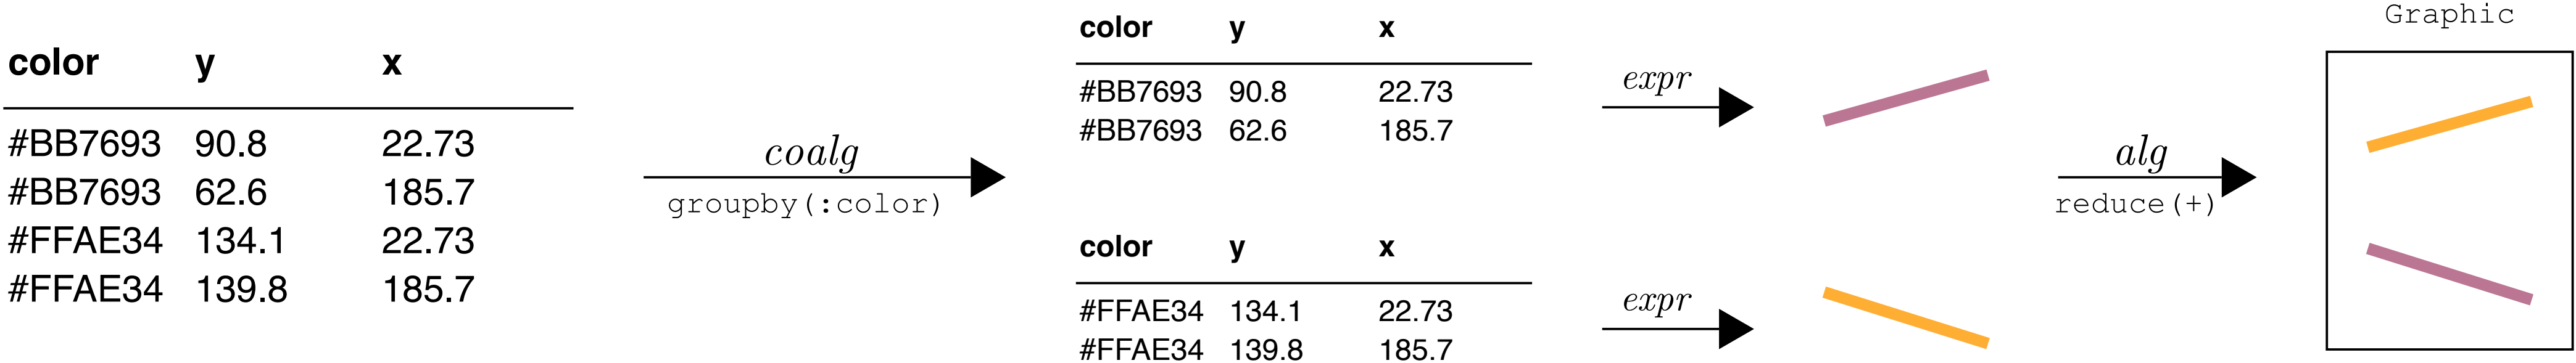 color y x
#BB7693 90.8 22.73
#BB7693 62.6 185.7
#FFAE34 134.1 22.73
#FFAE34 139.8 185.7
coalg
groupby(:color)
color y x
#BB7693 90.8 22.73
#BB7693 62.6 185.7
expr
color y x
#FFAE34 134.1 22.73
#FFAE34 139.8 185.7
expr
alg
reduce(+)
Graphic